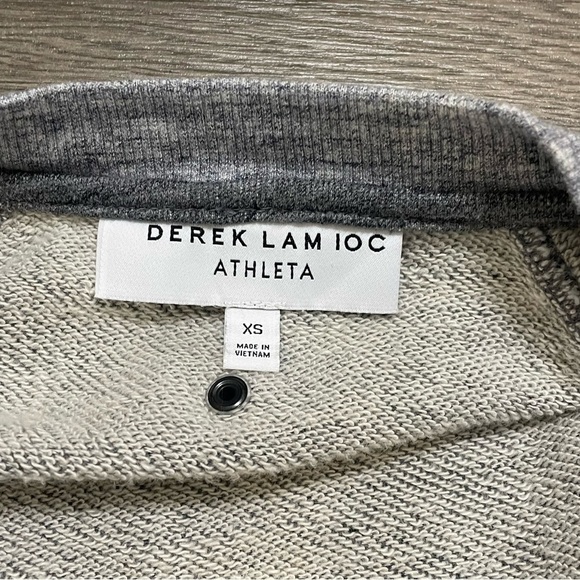 DEREK LAM 10C
ATHLETA
XS
MADE IN
VIETNAM